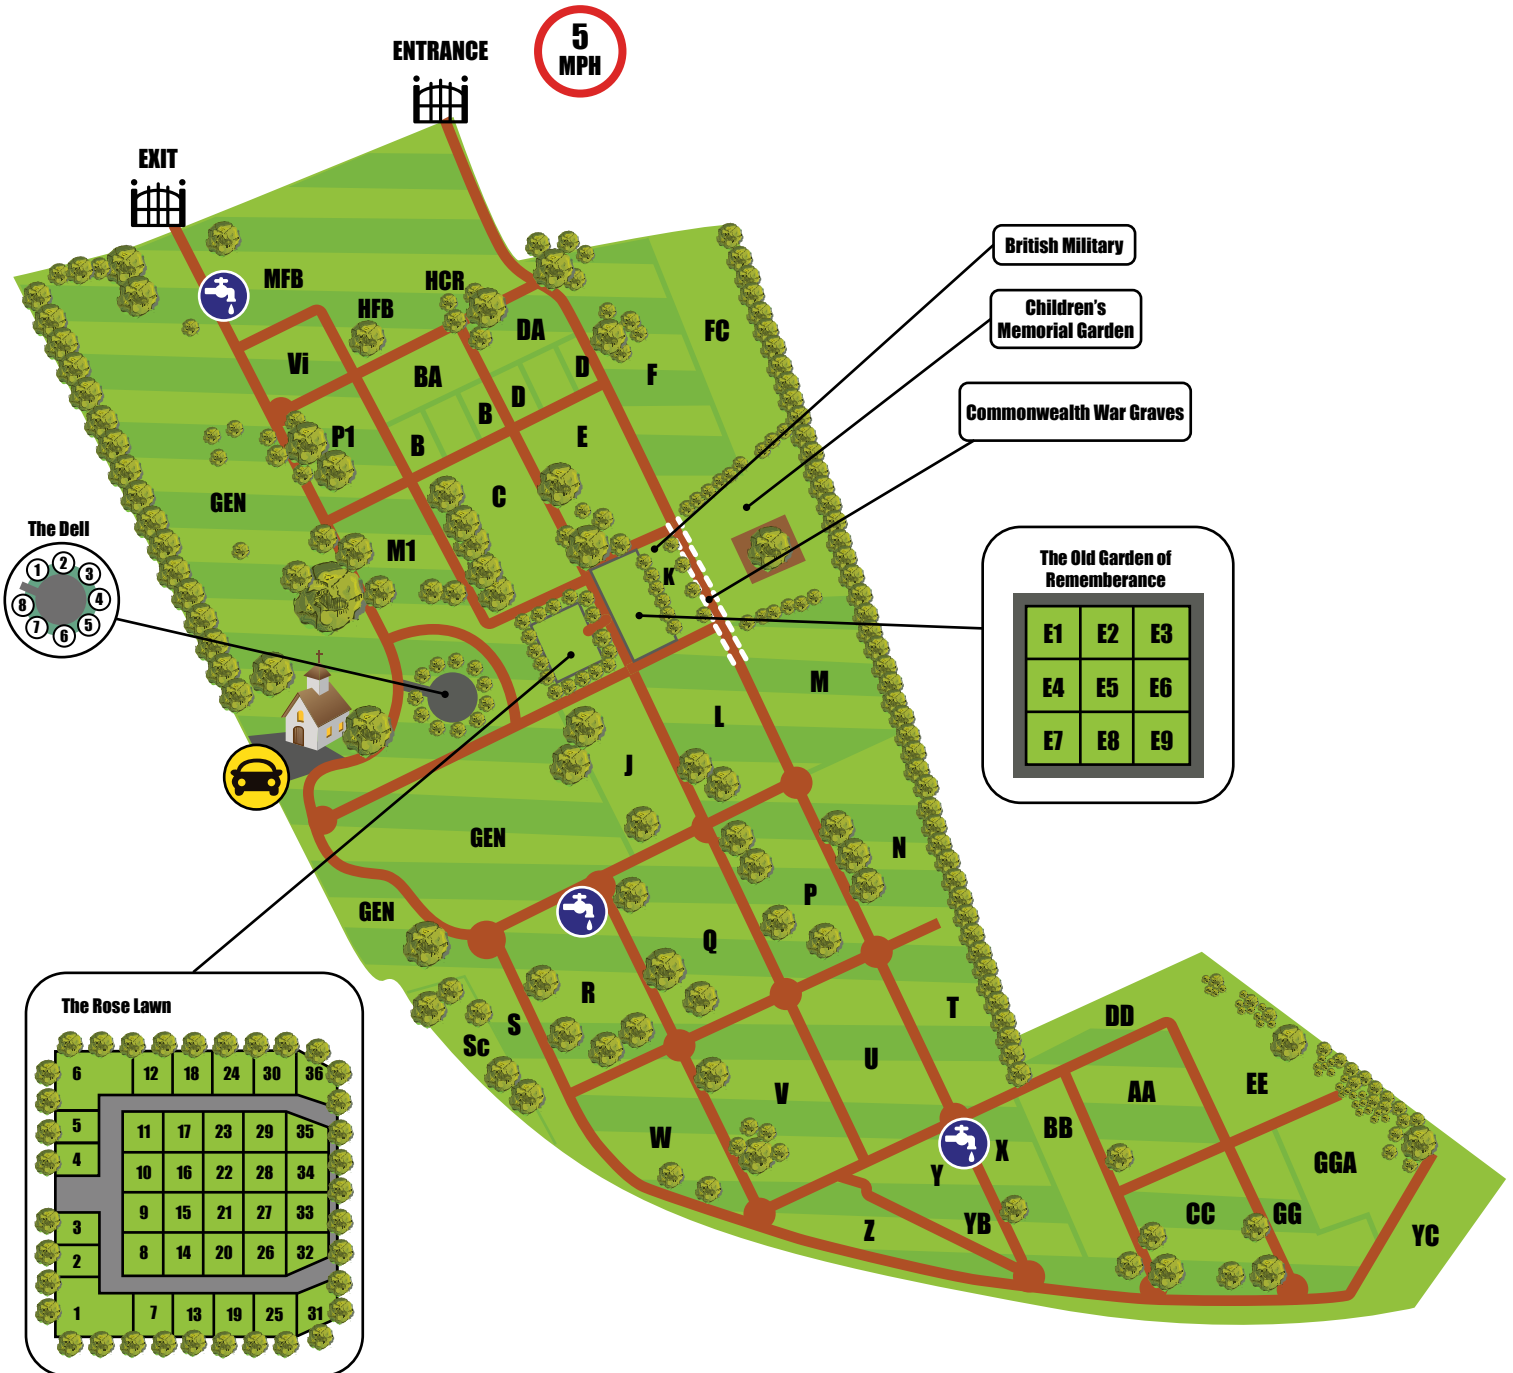 5
MPH
ENTRANCE
EXIT
British Military
Children's
Memorial Garden
Commonwealth War Graves
MFB
HCR
HFB
DA
FC
Vi
BA
D
F
D
B
P1
B
E
GEN
C
M1
K
The Dell
1
2
3
4
5
6
7
8
The Old Garden of
Rememberance
E1 E2 E3
E4 E5 E6
E7 E8 E9
M
L
J
GEN
N
P
GEN
Q
R
S
Sc
T
U
V
W
X
Y
YB
Z
DD
AA
BB
EE
GGA
CC
GG
YC
The Rose Lawn
6 12 18 24 30 36
5 11 17 23 29 35
4 10 16 22 28 34
9 15 21 27 33
3
2 8 14 20 26 32
1 7 13 19 25 31